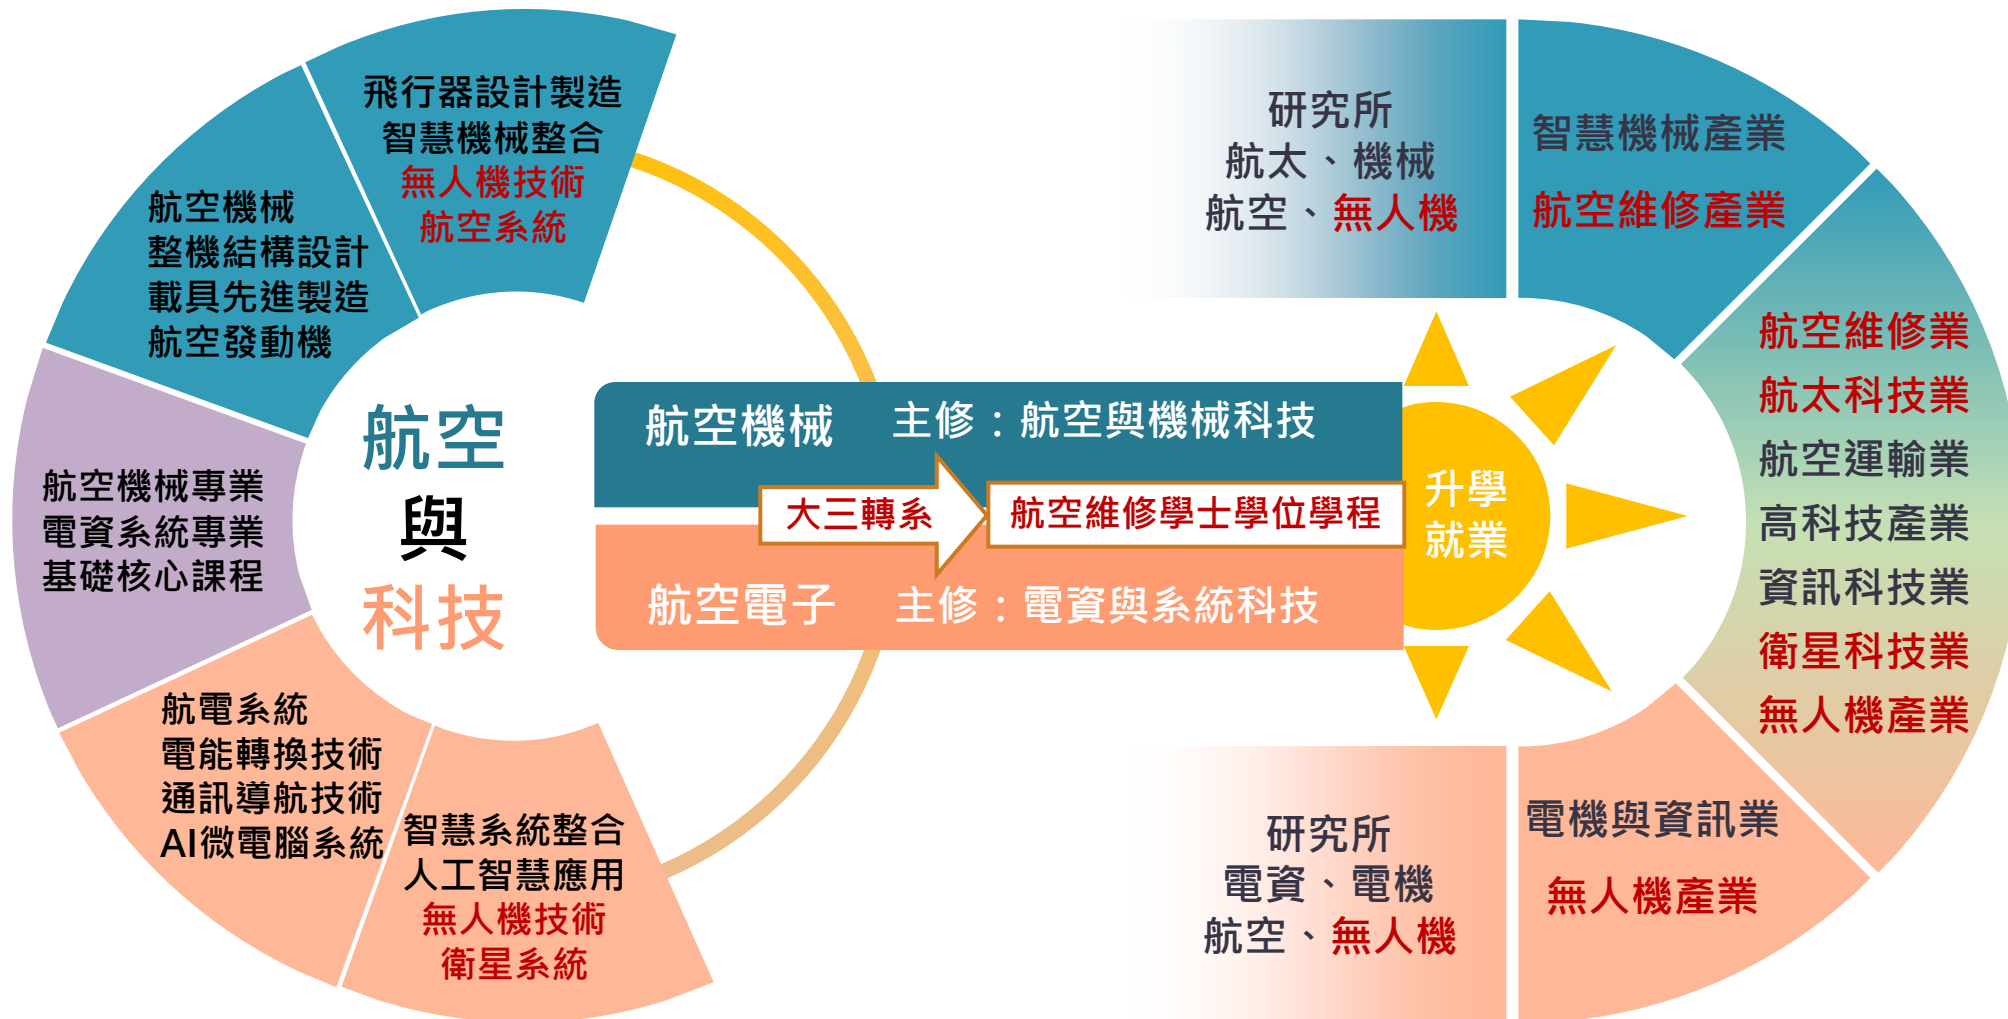 飛行器設計製造
智慧機械整合
無人機技術
航空系統
航空機械
整機結構設計
載具先進製造
航空發動機
航空機械專業
電資系統專業
基礎核心課程
航電系統
電能轉換技術
通訊導航技術
AI微電腦系統
智慧系統整合
人工智慧應用
無人機技術
衛星系統
航空
與
科技
航空機械 主修：航空與機械科技
大三轉系
航空維修學士學位學程
航空電子 主修：電資與系統科技
升學
就業
研究所
航太、機械
航空、無人機
智慧機械產業
航空維修產業
航空維修業
航太科技業
航空運輸業
高科技產業
資訊科技業
衛星科技業
無人機產業
研究所
電資、電機
航空、無人機
電機與資訊業
無人機產業